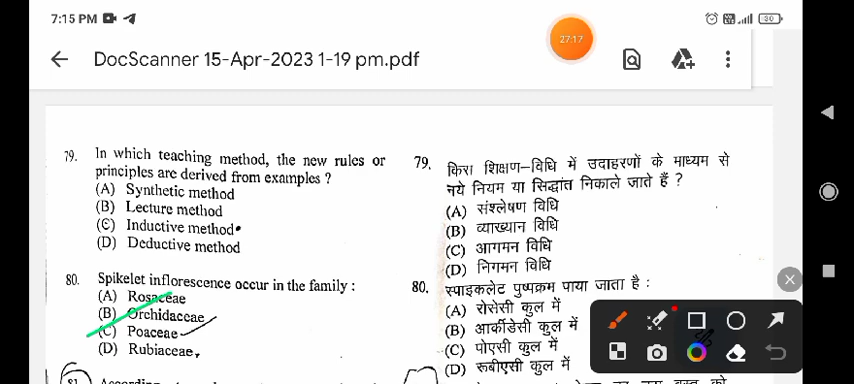 7:15 PM
30
27:17
DocScanner 15-Apr-2023 1-19 pm.pdf
79. In which teaching method, the new rules or
principles are derived from examples ?
(A) Synthetic method
(B) Lecture method
(C) Inductive method
(D) Deductive method
80. Spikelet inflorescence occur in the family :
(A) Rosaceae
(B) Orchidaceae
(C) Poaceae
(D) Rubiaceae
81
79. किस शिक्षण–विधि में उदाहरणों के माध्यम से
नये नियम या सिद्धांत निकाले जाते हैं ?
(A) संश्लेषण विधि
(B) व्याख्यान विधि
(C) आगमन विधि
(D) निगमन विधि
80. स्पाइकलेट पुष्पक्रम पाया जाता है :
(A) रोसेसी कुल में
(B) आर्कीडेसी कुल में
(C) पोएसी कुल में
(D) रूबीएसी कुल में